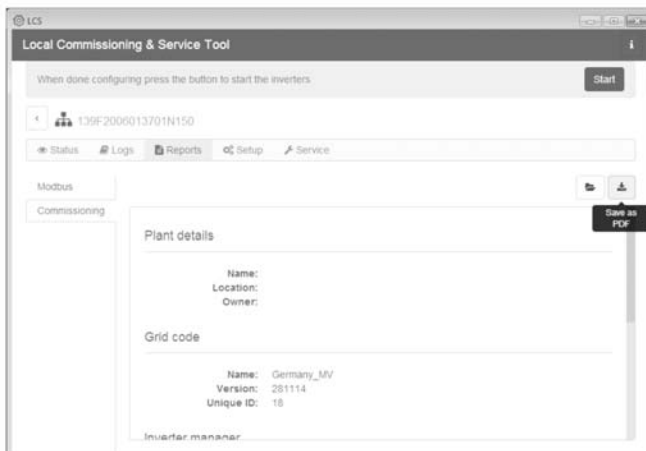 LCS
Local Commissioning & Service Tool
i
When done configuring press the button to start the inverters
Start
139F2006013701N150
Status Logs Reports Setup Service
Modbus
Commissioning
Save as
PDF
Plant details
Name:
Location:
Owner:
Grid code
Name: Germany_MV
Version: 281114
Unique ID: 16
Inverter manager